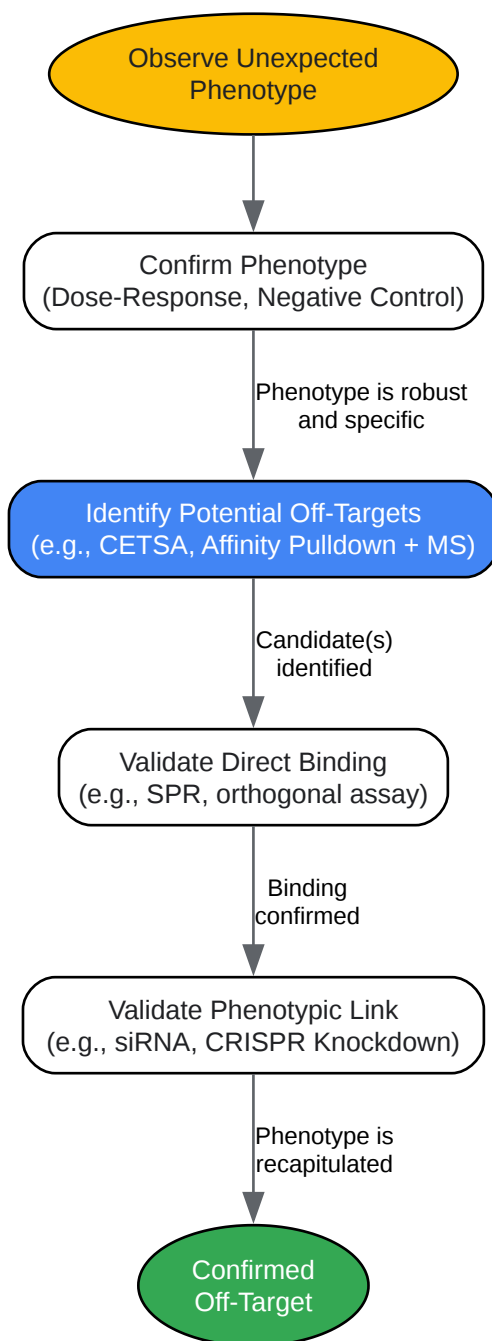 Observe Unexpected
Phenotype
Confirm Phenotype
(Dose-Response, Negative Control)
Phenotype is robust
and specific
Identify Potential Off-Targets
(e.g., CETSA, Affinity Pulldown + MS)
Candidate(s)
identified
Validate Direct Binding
(e.g., SPR, orthogonal assay)
Binding
confirmed
Validate Phenotypic Link
(e.g., siRNA, CRISPR Knockdown)
Phenotype is
recapitulated
Confirmed
Off-Target